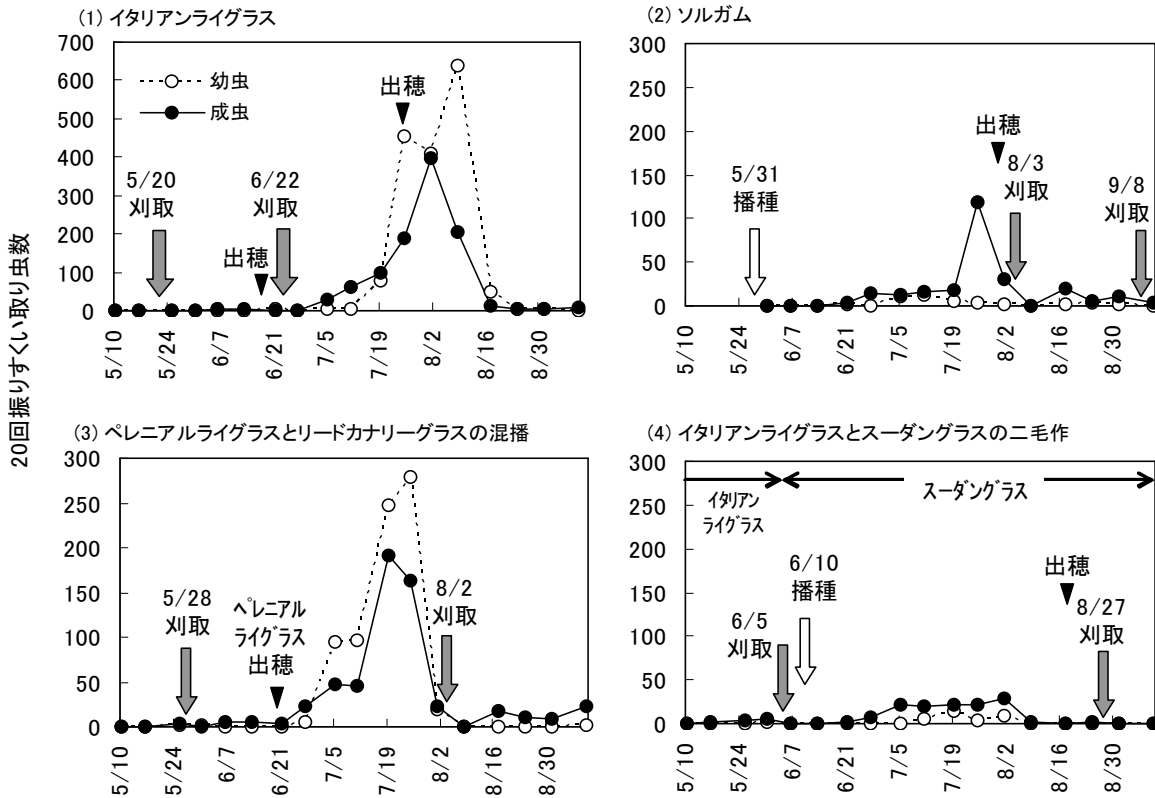 (1) イタリアンライグラス
700
600
500
400
300
200
100
0
幼虫
成虫
5/20
刈取
出穂
6/22
刈取
出穂
5/10
5/24
6/7
6/21
7/5
7/19
8/2
8/16
8/30
(2) ソルガム
300
250
200
150
100
50
0
5/31
播種
出穂
8/3
刈取
9/8
刈取
5/10
5/24
6/7
6/21
7/5
7/19
8/2
8/16
8/30
20回振りすくい取り虫数
(3) ペレニアルライグラスとリードカナリーグラスの混播
300
250
200
150
100
50
0
5/28
刈取
ペレニアル
ライグラス
出穂
8/2
刈取
5/10
5/24
6/7
6/21
7/5
7/19
8/2
8/16
8/30
(4) イタリアンライグラスとスーダングラスの二毛作
300
250
200
150
100
50
0
イタリアン
ライグラス
スーダングラス
6/5
刈取
6/10
播種
出穂
8/27
刈取
5/10
5/24
6/7
6/21
7/5
7/19
8/2
8/16
8/30